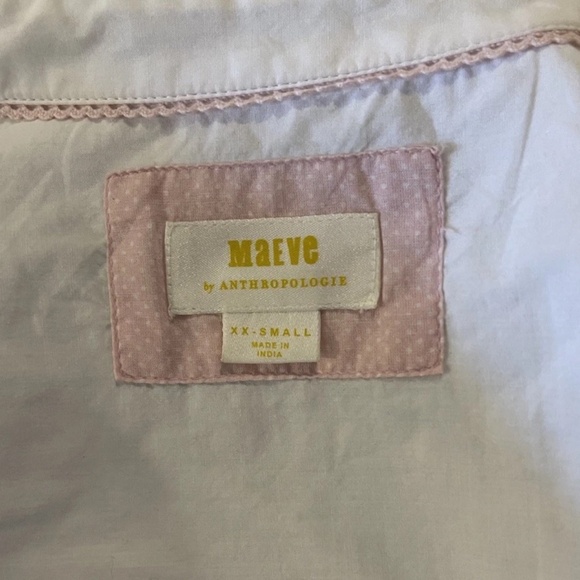 MaEVe
by ANTHROPOLOGIE
XX-SMALL
MADE IN
INDIA